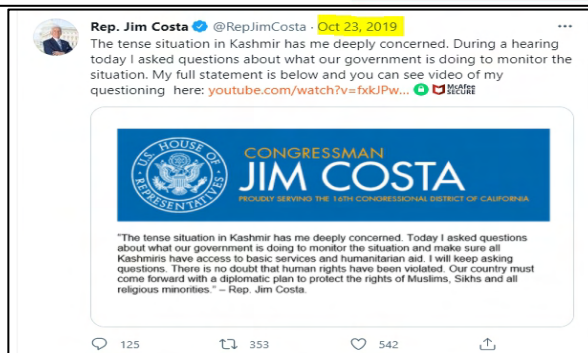 Rep. Jim Costa @RepJimCosta · Oct 23, 2019 ...
The tense situation in Kashmir has me deeply concerned. During a hearing
today I asked questions about what our government is doing to monitor the
situation. My full statement is below and you can see video of my
questioning here: youtube.com/watch?v=fxkJPw... McAfee SECURE
U.S. HOUSE OF REPRESENTATIVES
CONGRESSMAN
JIM COSTA
PROUDLY SERVING THE 16TH CONGRESSIONAL DISTRICT OF CALIFORNIA
"The tense situation in Kashmir has me deeply concerned. Today I asked questions
about what our government is doing to monitor the situation and make sure all
Kashmiris have access to basic services and humanitarian aid. I will keep asking
questions. There is no doubt that human rights have been violated. Our country must
come forward with a diplomatic plan to protect the rights of Muslims, Sikhs and all
religious minorities." – Rep. Jim Costa.
125 353 542